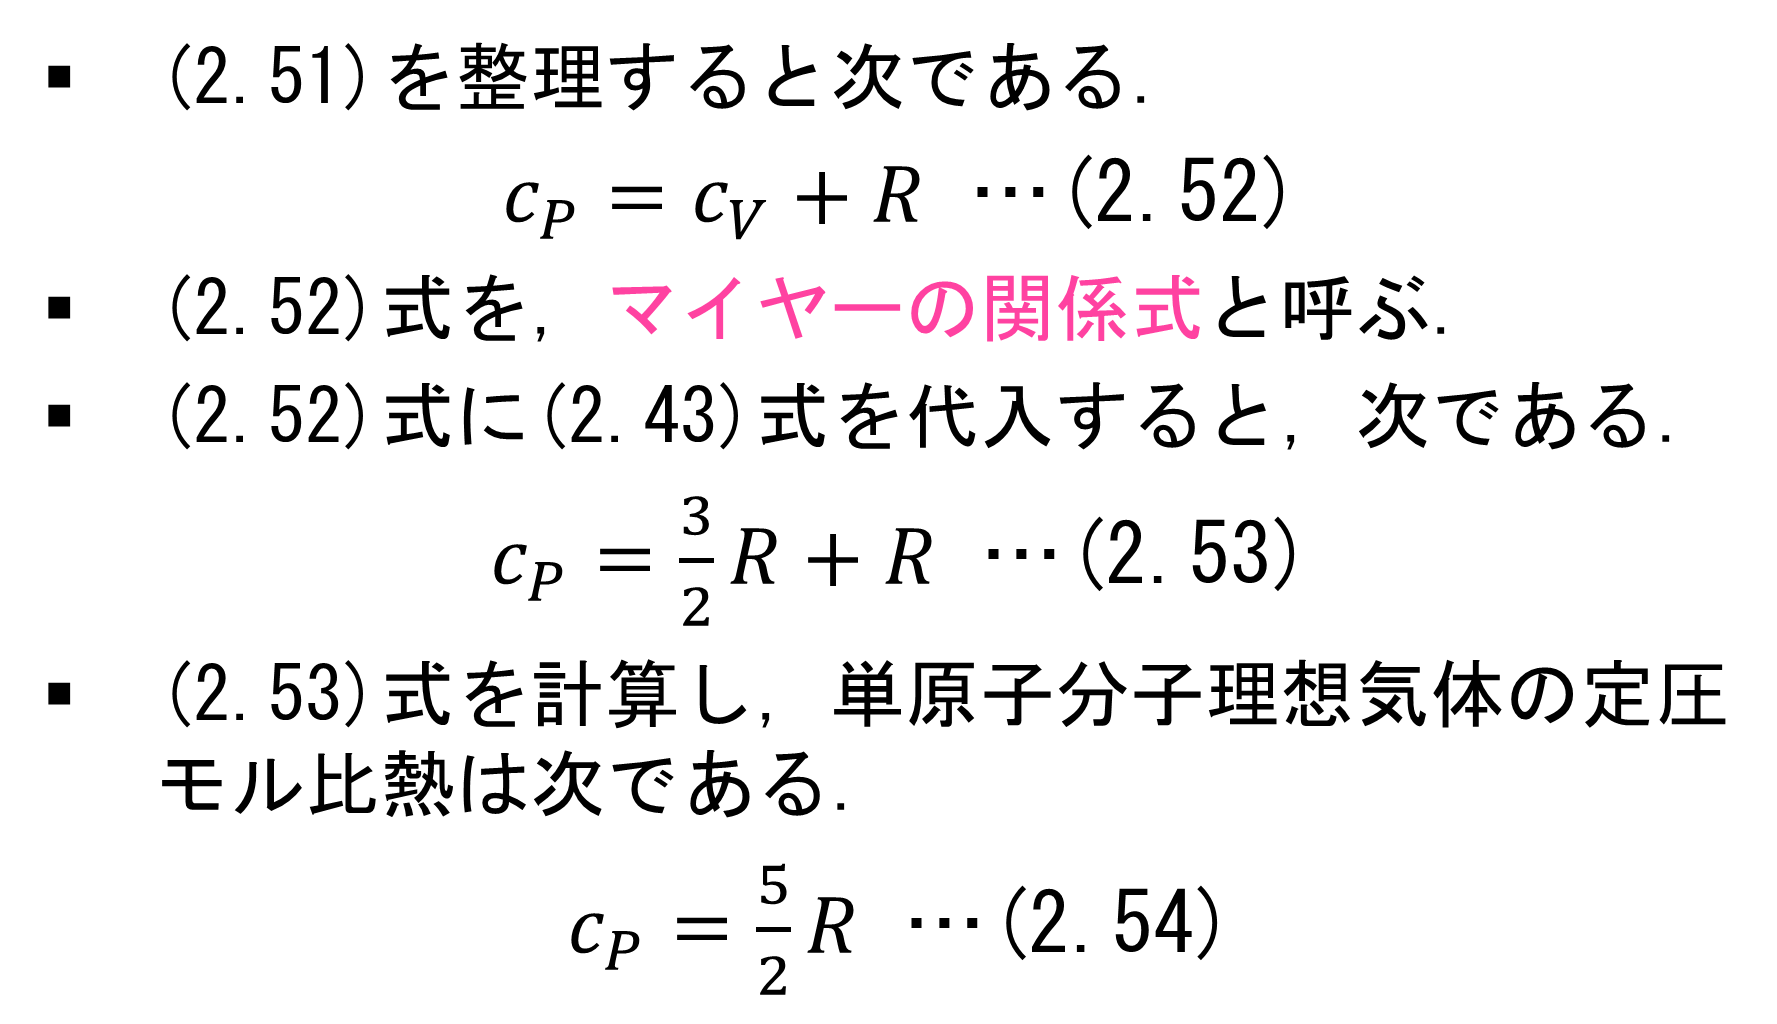 ▪ (2.51)を整理すると次である.
c_P = c_V + R …(2.52)
▪ (2.52)式を, マイヤーの関係式と呼ぶ.
▪ (2.52)式に(2.43)式を代入すると, 次である.
c_P = 3/2 R + R …(2.53)
▪ (2.53)式を計算し, 単原子分子理想気体の定圧
モル比熱は次である.
c_P = 5/2 R …(2.54)